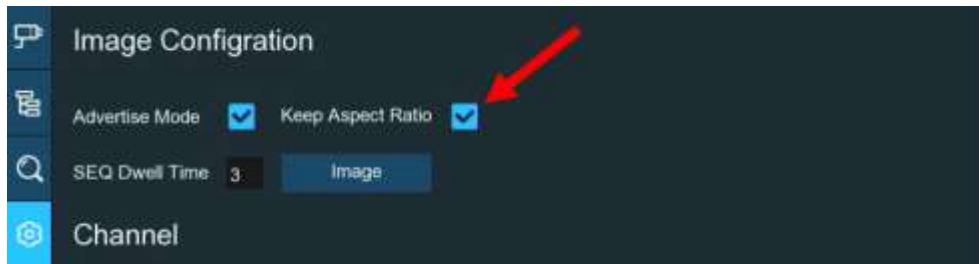 Image Configration
Advertise Mode Keep Aspect Ratio
SEQ Dwell Time 3 Image
Channel